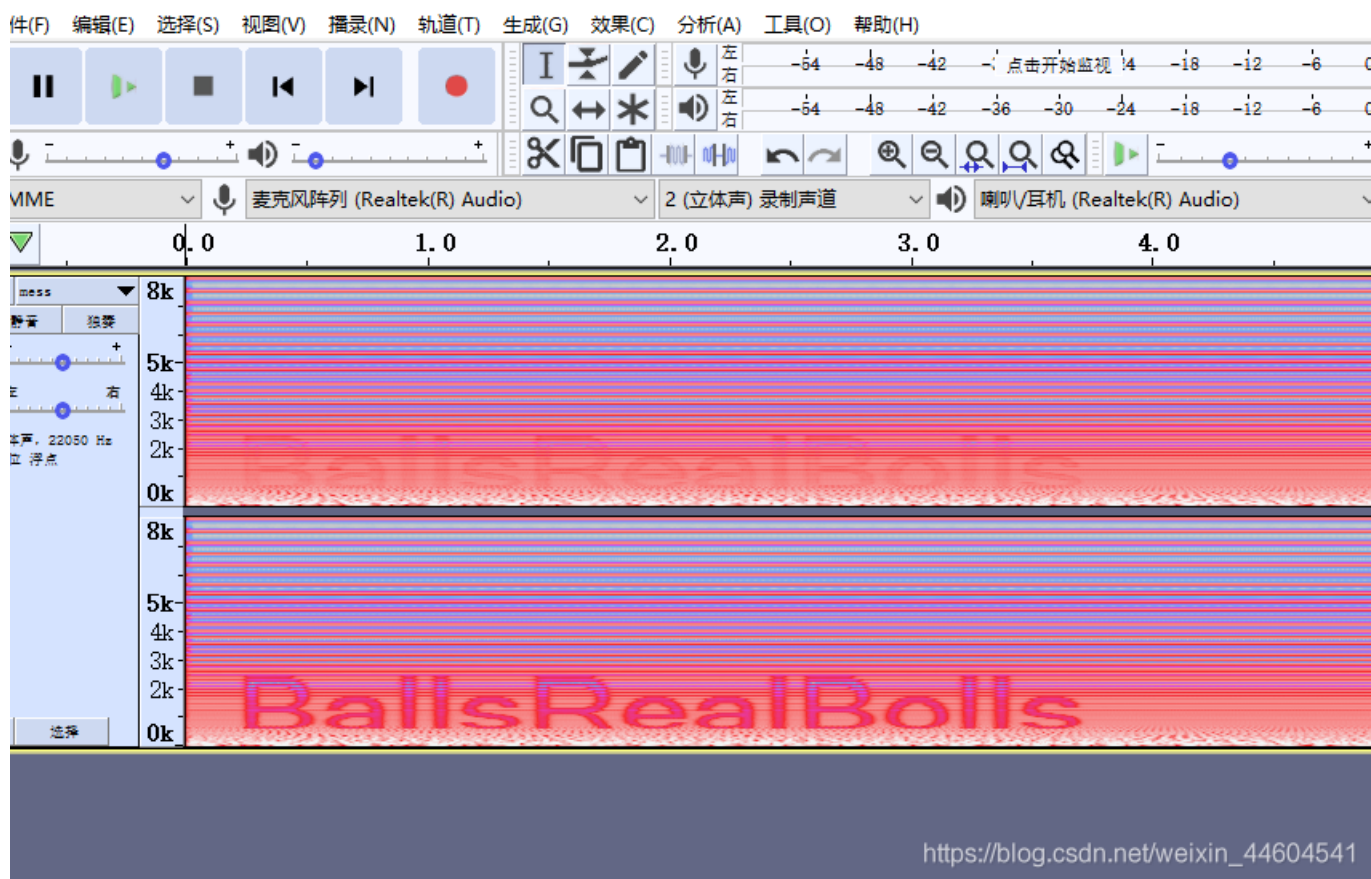 件(F) 编辑(E) 选择(S) 视图(V) 播录(N) 轨道(T) 生成(G) 效果(C) 分析(A) 工具(O) 帮助(H)
左
右
-54 -48 -42 点击开始监视 -18 -12 -6 0
左
右
-54 -48 -42 -36 -30 -24 -18 -12 -6 0
- + - + -
MME 麦克风阵列 (Realtek(R) Audio) 2 (立体声) 录制声道 喇叭/耳机 (Realtek(R) Audio)
0.0 1.0 2.0 3.0 4.0
mess
静音 独奏
+
右
体声, 22050 Hz
位 浮点
选择
8k
5k
4k
3k
2k
0k
BallsRealBolls
8k
5k
4k
3k
2k
0k
BallsRealBolls
https://blog.csdn.net/weixin_44604541